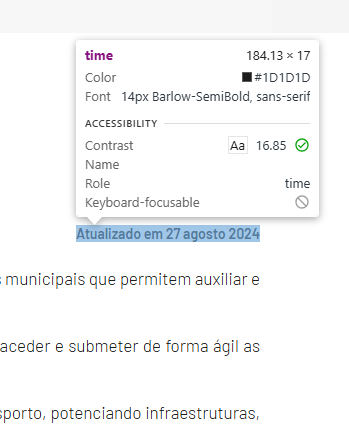 time 184.13 × 17
Color #1D1D1D
Font 14px Barlow-SemiBold, sans-serif
ACCESSIBILITY
Contrast Aa 16.85
Name
Role time
Keyboard-focusable
Atualizado em 27 agosto 2024
s municipais que permitem auxiliar e
aceder e submeter de forma ágil as
sporto, potenciando infraestruturas,